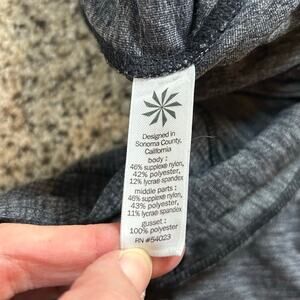 Designed in
Sonoma County,
California
body :
46% supplex® nylon,
42% polyester,
12% lycra® spandex
middle parts :
46% supplex® nylon,
43% polyester,
11% lycra® spandex
gusset :
100% polyester
RN #54023